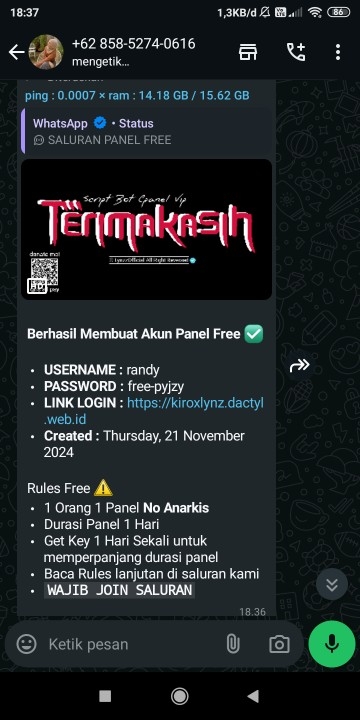 18:37
1,3KB/d
86
+62 858-5274-0616
mengetik...
ping : 0.0007 × ram : 14.18 GB / 15.62 GB
WhatsApp • Status
SALURAN PANEL FREE
Script Bot Cpanel Vip
TERIMAKASIH
donate me!
HD
pay
Berhasil Membuat Akun Panel Free ✅
• USERNAME : randy
• PASSWORD : free-pyjzy
• LINK LOGIN : https://kiroxlynz.dactyl
.web.id
• Created : Thursday, 21 November
2024
Rules Free ⚠️
• 1 Orang 1 Panel No Anarkis
• Durasi Panel 1 Hari
• Get Key 1 Hari Sekali untuk
memperpanjang durasi panel
• Baca Rules lanjutan di saluran kami
• WAJIB JOIN SALURAN
18.36
Ketik pesan